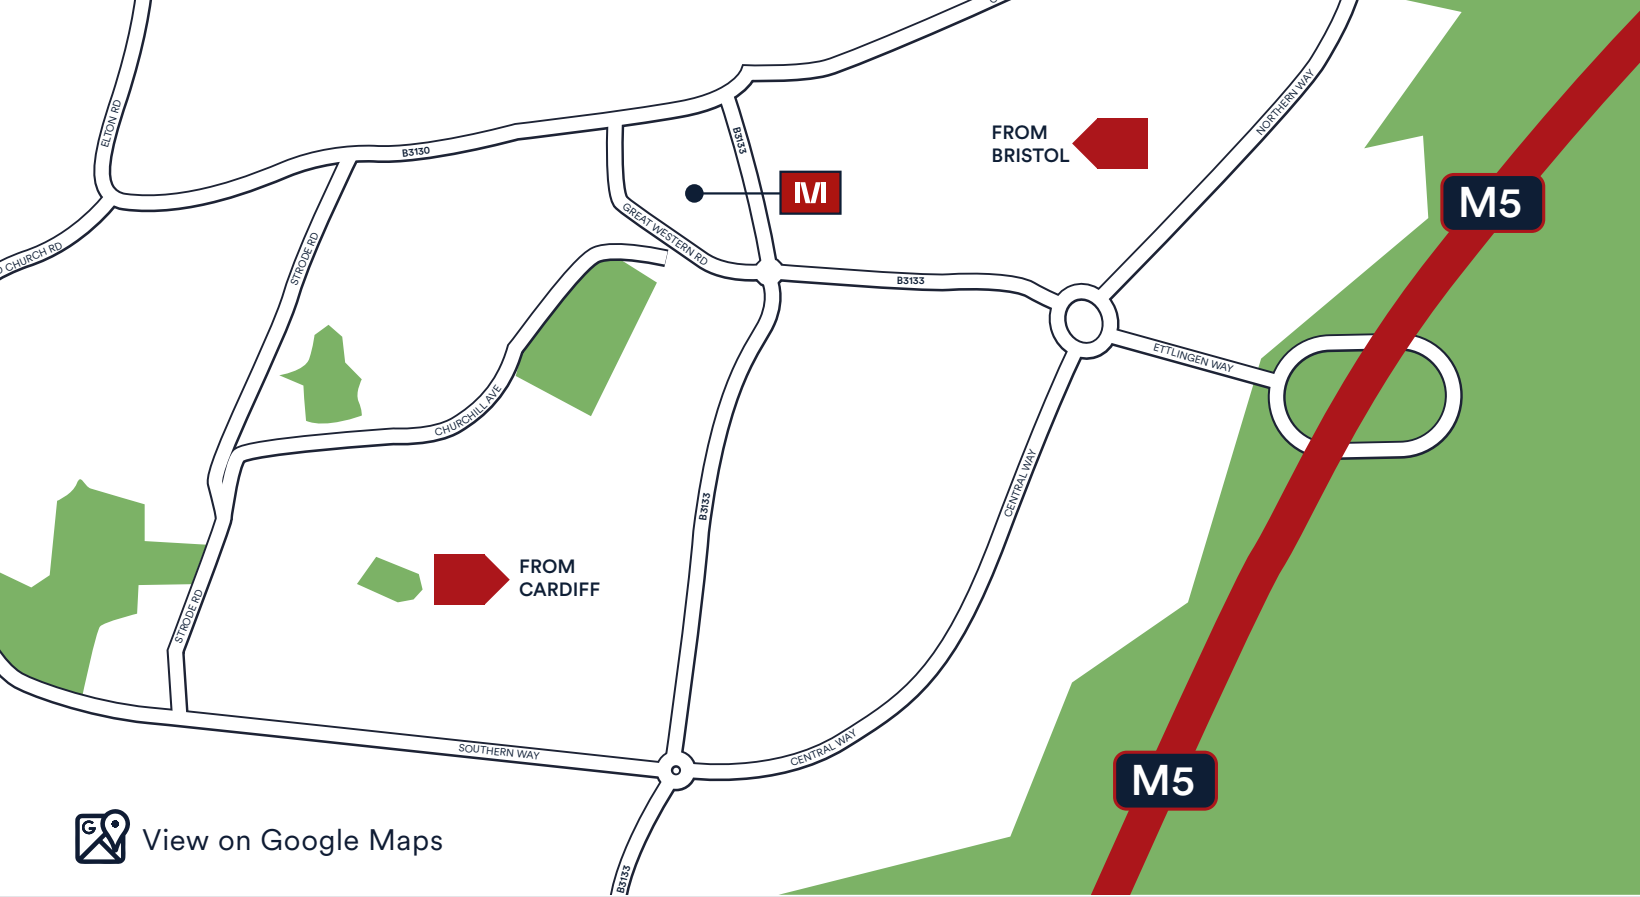 ELTON RD
B3130
B3133
FROM
BRISTOL
NORTHERN WAY
M
M5
GREAT WESTERN RD
CHURCH RD
STRODE RD
B3133
ETTLINGEN WAY
CHURCHILL AVE
CENTRAL WAY
B3133
FROM
CARDIFF
STRODE RD
SOUTHERN WAY
CENTRAL WAY
M5
G
View on Google Maps
B3133